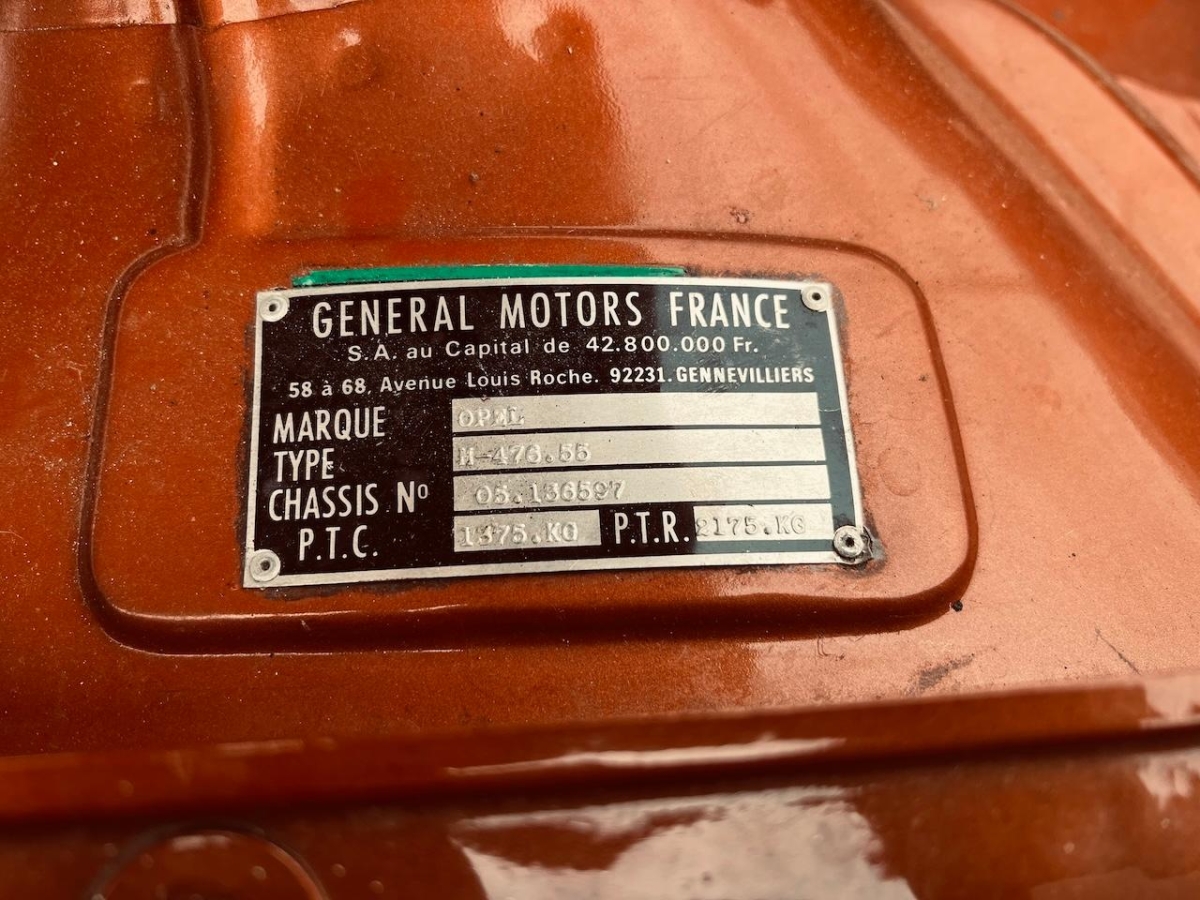 GENERAL MOTORS FRANCE
S.A. au Capital de 42.800.000 Fr.
58 à 68, Avenue Louis Roche. 92231. GENNEVILLIERS
MARQUE OPEL
TYPE M-476.55
CHASSIS No 05.136597
P.T.C. 1375.KG P.T.R. 2175.KG